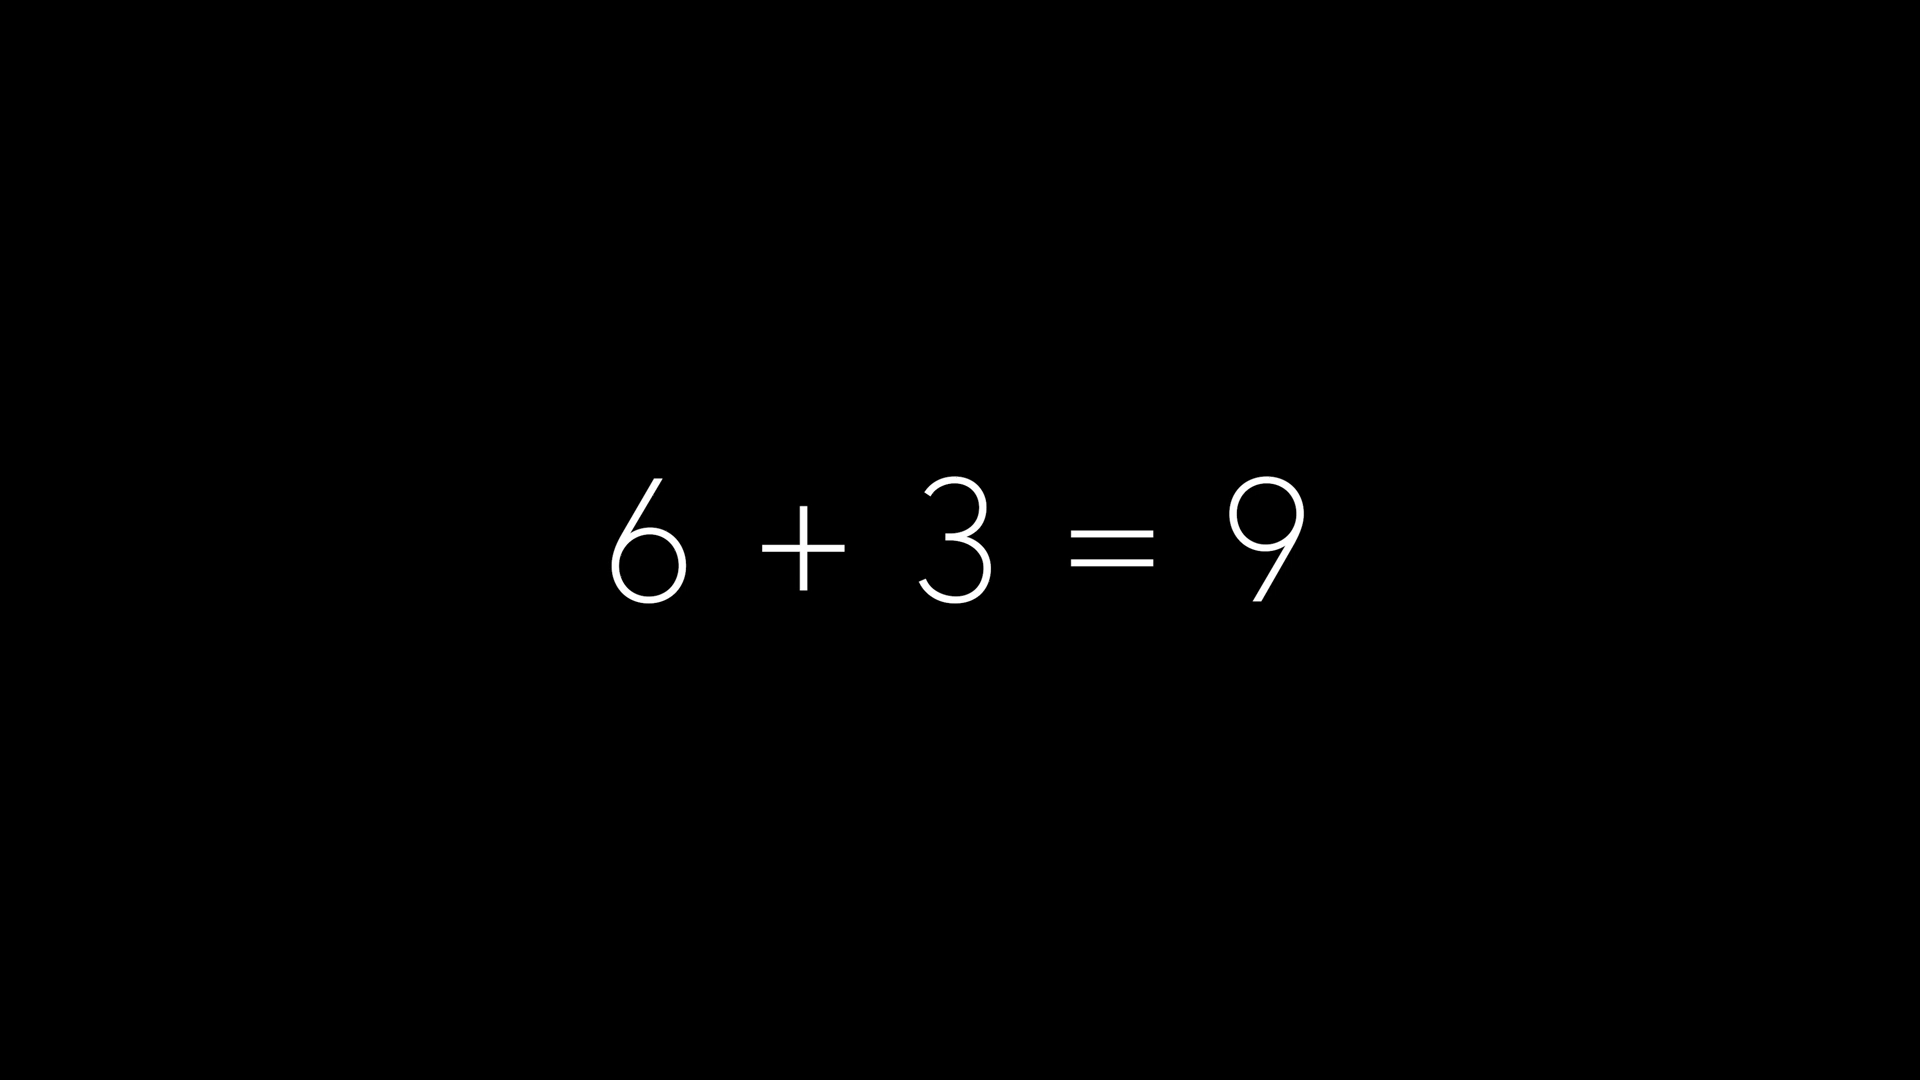 6 + 3 = 9